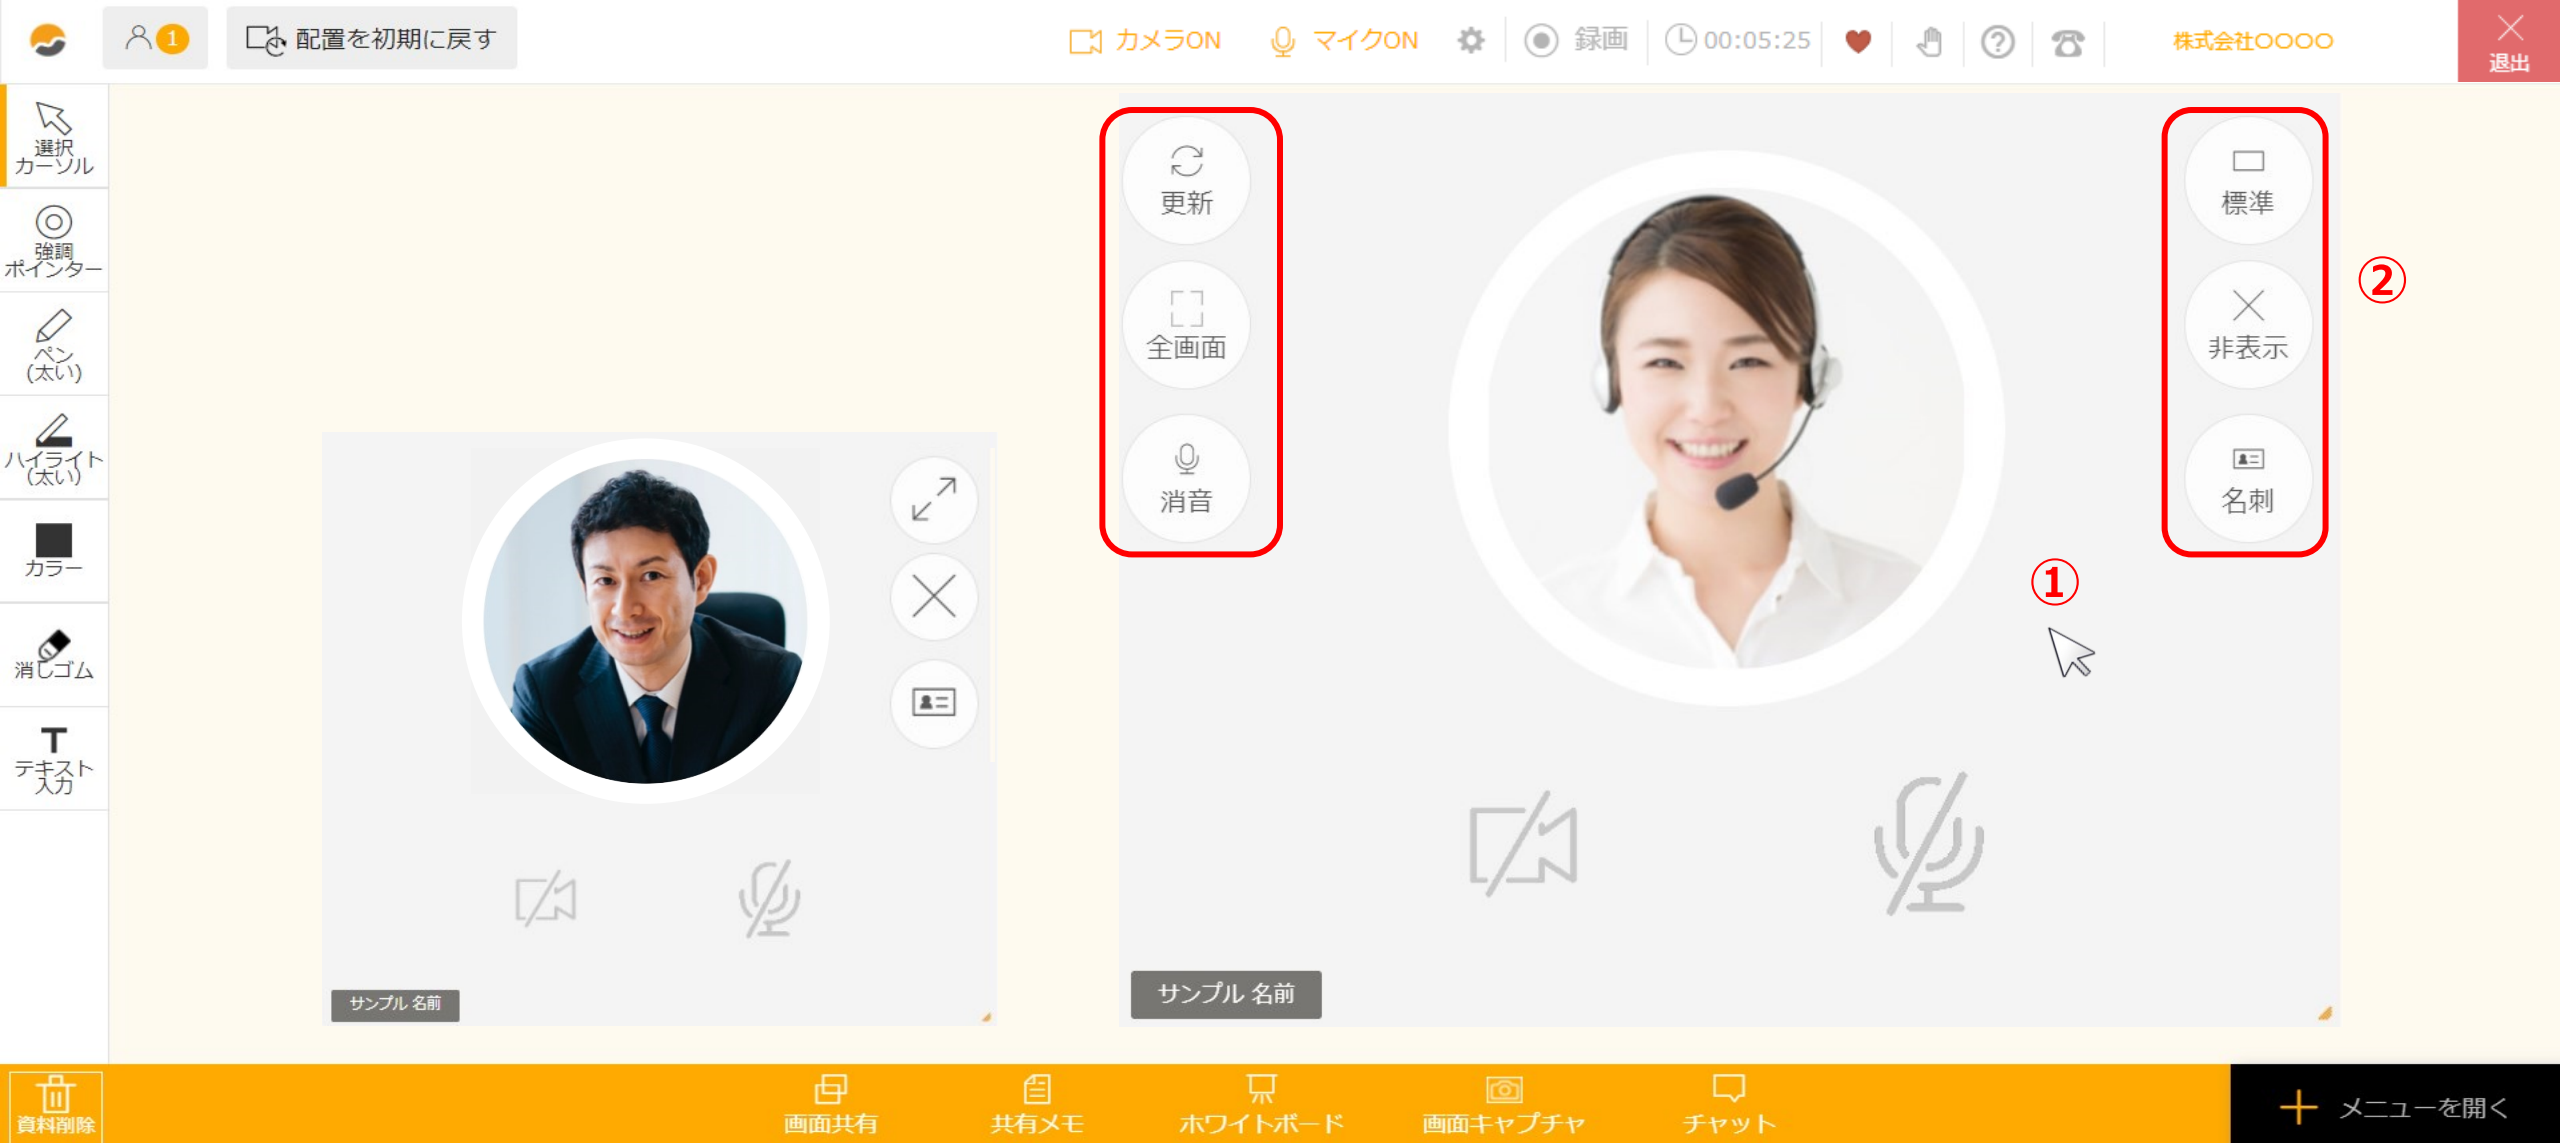 1
配置を初期に戻す
カメラON
マイクON
録画
00:05:25
株式会社〇〇〇〇
退出
選択
カーソル
強調
ポインター
ペン
(太い)
ハイライト
(太い)
カラー
消しゴム
T
テキスト
入力
更新
全画面
消音
標準
非表示
名刺
②
①
サンプル 名前
サンプル 名前
資料削除
画面共有
共有メモ
ホワイトボード
画面キャプチャ
チャット
メニューを開く